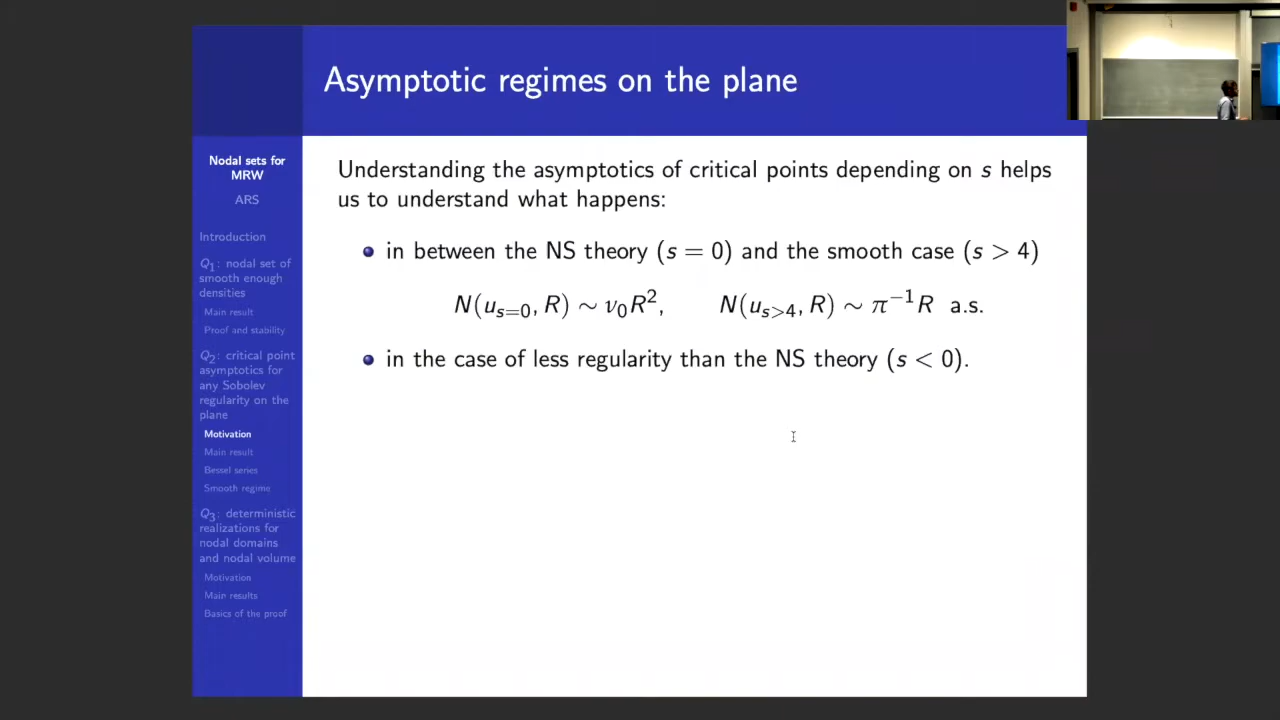 Asymptotic regimes on the plane
Nodal sets for
MRW
ARS
Introduction
Q1: nodal set of
smooth enough
densities
Main result
Proof and stability
Q2: critical point
asymptotics for
any Sobolev
regularity on the
plane
Motivation
Main result
Bessel series
Smooth regime
Q3: deterministic
realizations for
nodal domains
and nodal volume
Motivation
Main results
Basics of the proof
Understanding the asymptotics of critical points depending on s helps
us to understand what happens:
in between the NS theory (s = 0) and the smooth case (s > 4)
N(u_{s=0}, R) ∼ ν₀R², N(u_{s>4}, R) ∼ π⁻¹R a.s.
in the case of less regularity than the NS theory (s < 0).